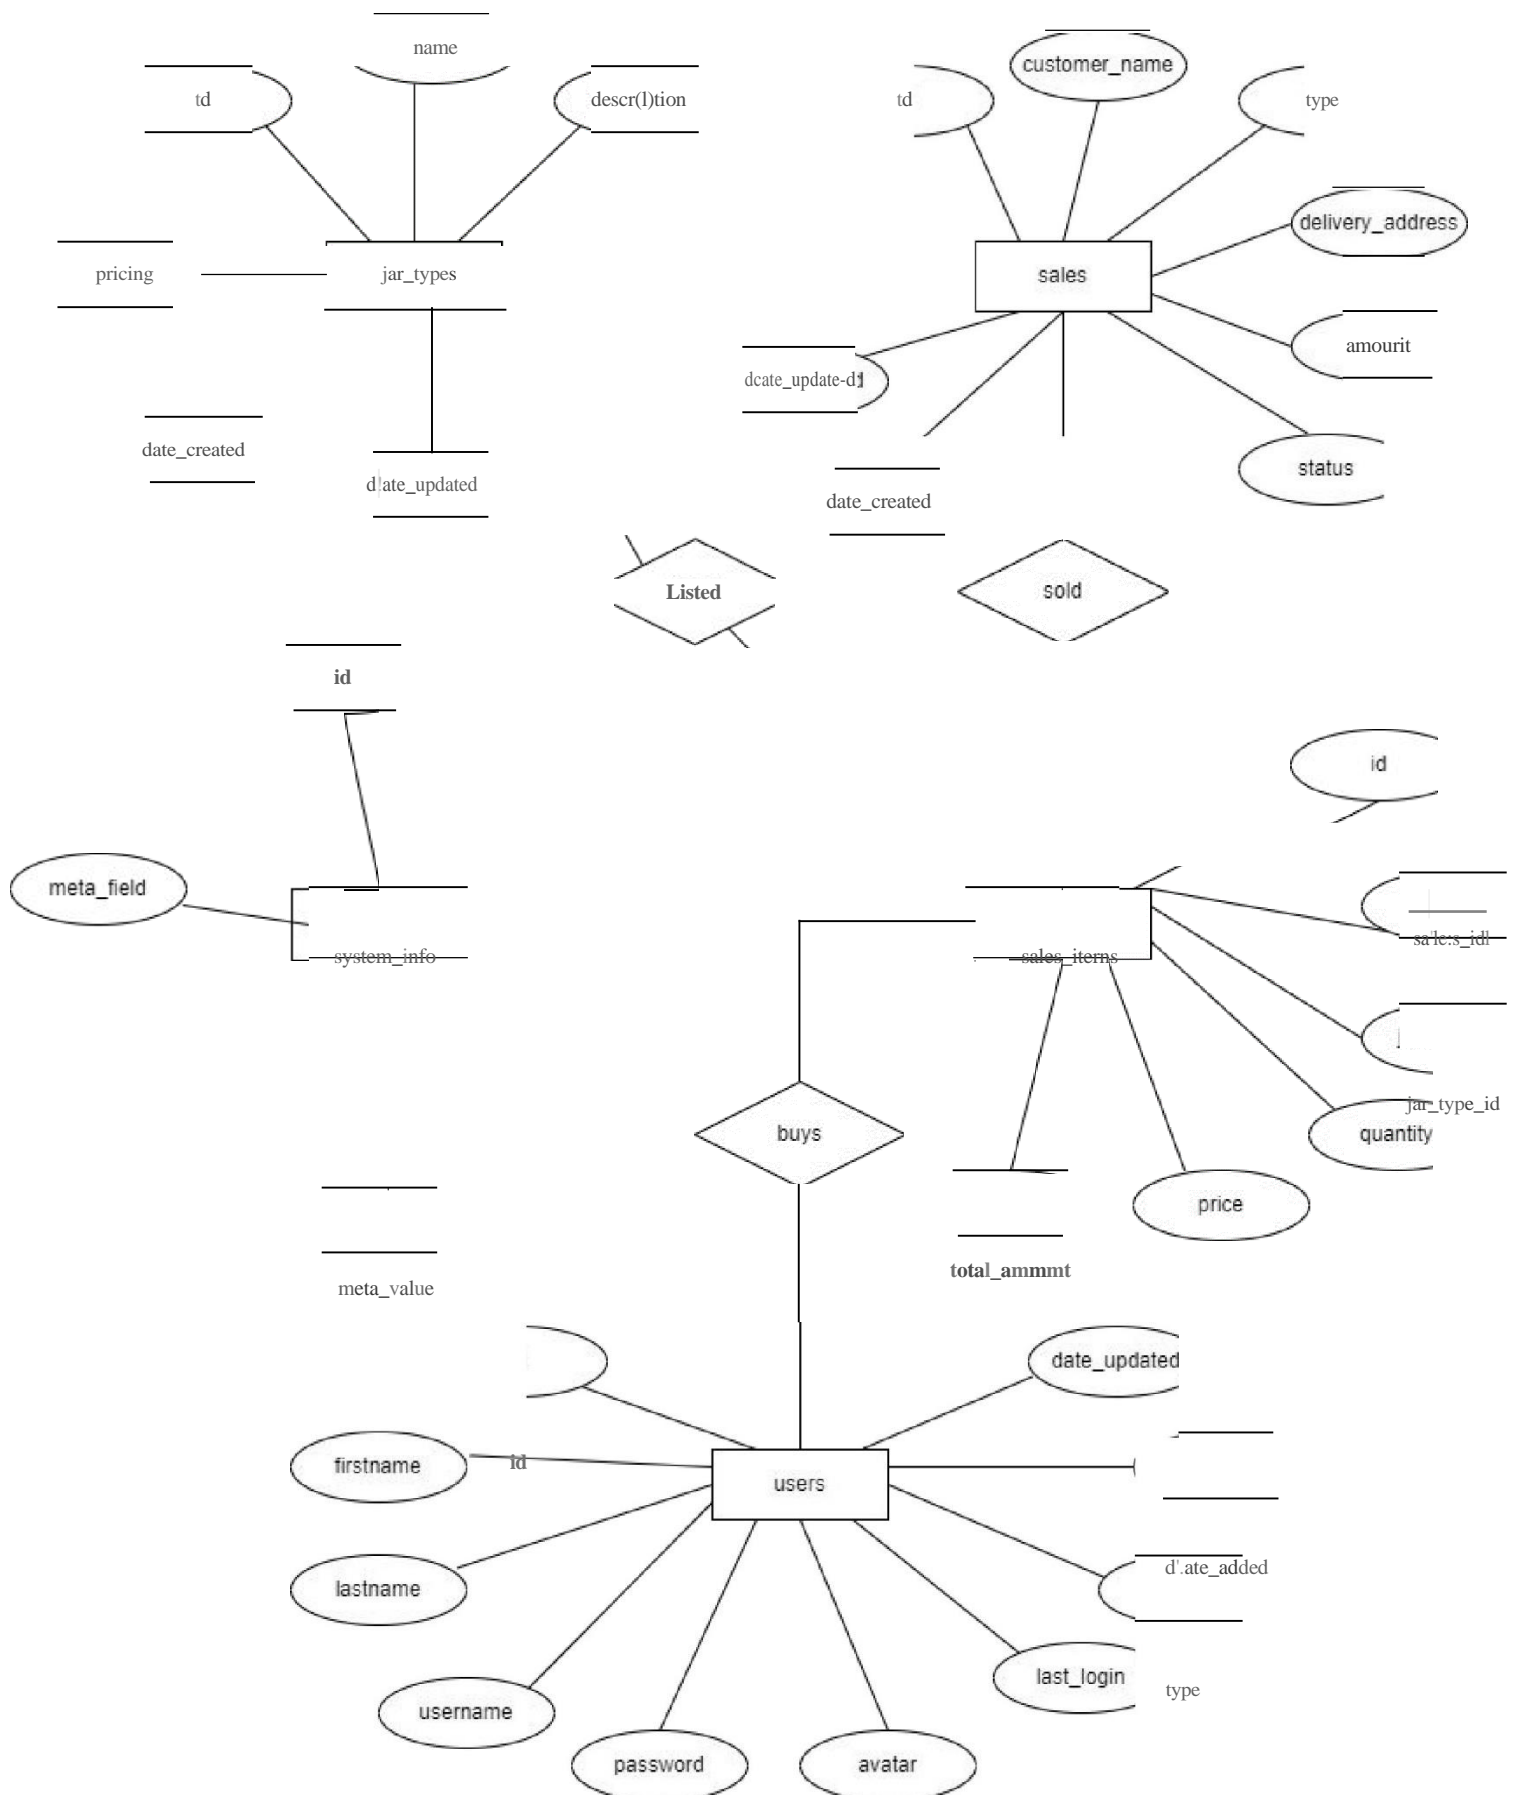 name
customer_name
td
descr(l)tion
td
type
delivery_address
pricing
jar_types
sales
amourit
dcate_update-d
date_created
d!ate_updated
status
date_created
Listed
sold
id
id
meta_field
sa'le:s_idl
system_info
sales_iterns
jar_type_id
buys
quantity
price
total_ammmt
meta_value
date_updated
firstname
id
users
d'.ate_added
lastname
last_login
type
username
password
avatar